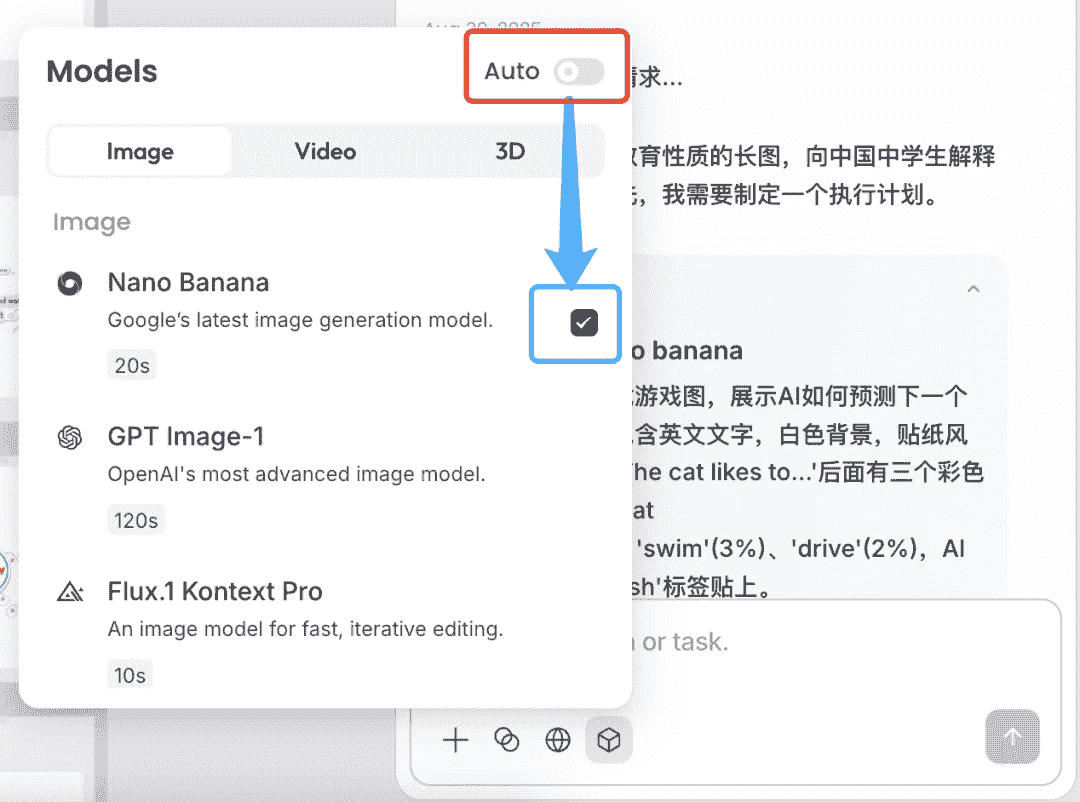 Aug 20, 2025
Models
Auto
求...
Image
Video
3D
育性质的长图，向中国中学生解释
，我需要制定一个执行计划。
Image
Nano Banana
Google's latest image generation model.
20s
banana
游戏图，展示AI如何预测下一个
含英文文字，白色背景，贴纸风
he cat likes to...'后面有三个彩色
at
'swim'(3%)、'drive'(2%)，AI
sh'标签贴上。
GPT Image-1
OpenAI's most advanced image model.
120s
Flux.1 Kontext Pro
An image model for fast, iterative editing.
10s
or task.